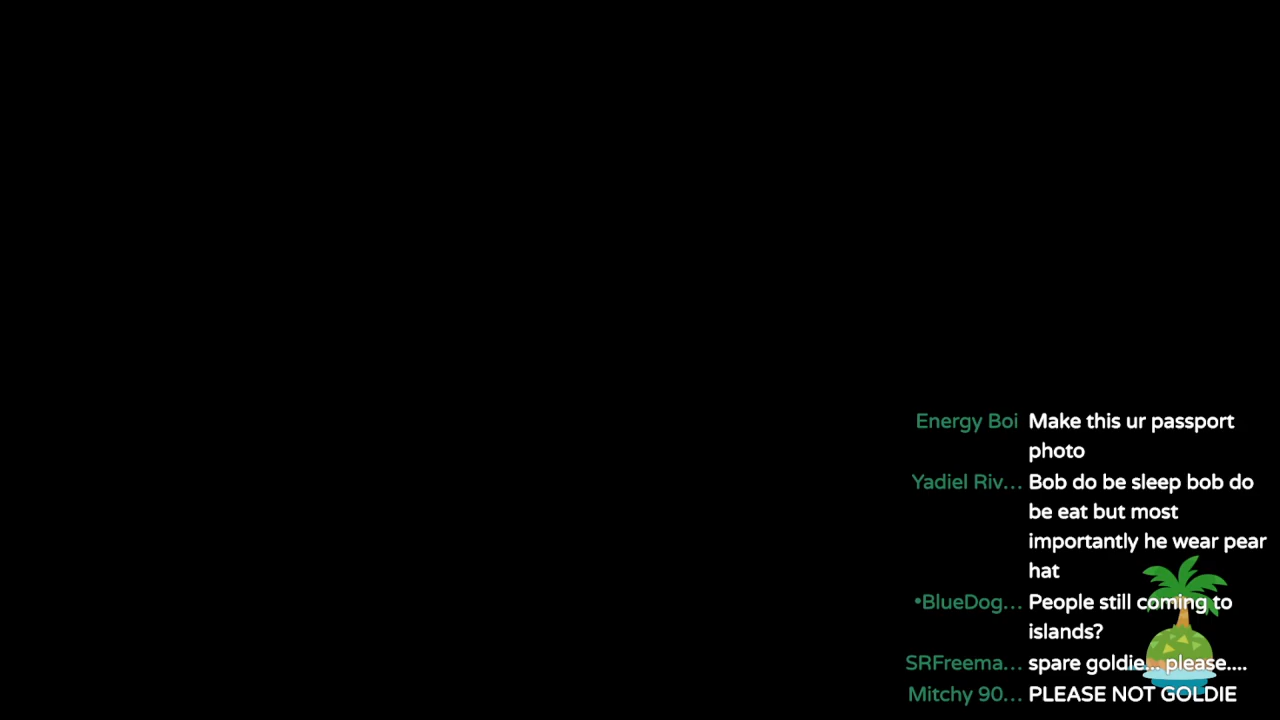 Energy Boi Make this ur passport
photo
Yadiel Riv... Bob do be sleep bob do
be eat but most
importantly he wear pear
hat
•BlueDog... People still coming to
islands?
SRFreema... spare goldie... please....
Mitchy 90... PLEASE NOT GOLDIE